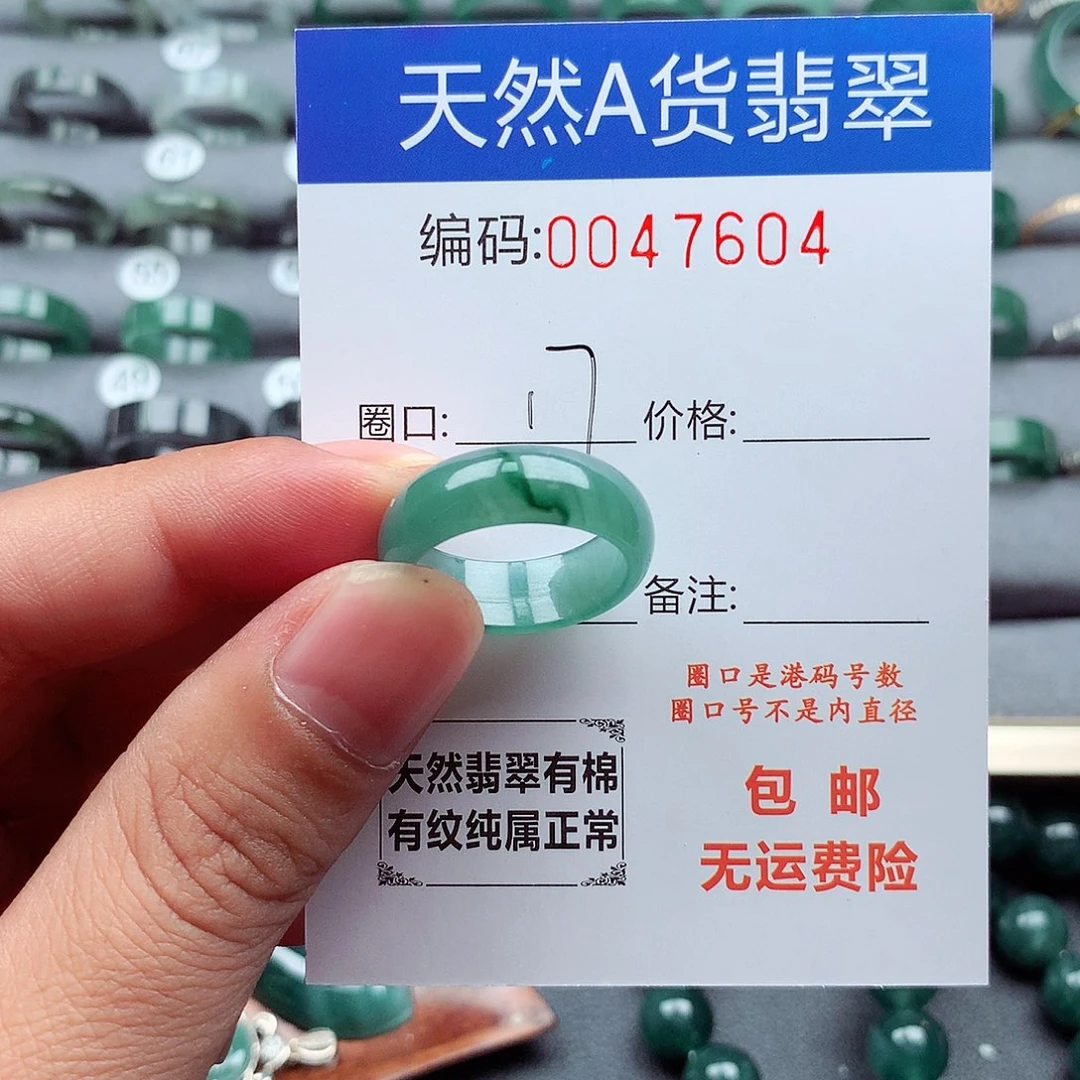 天然A货翡翠
编码:0047604
圈口: 17 价格:
备注:
圈口是港码号数
圈口号不是内直径
天然翡翠有棉
有纹纯属正常
包 邮
无运费险